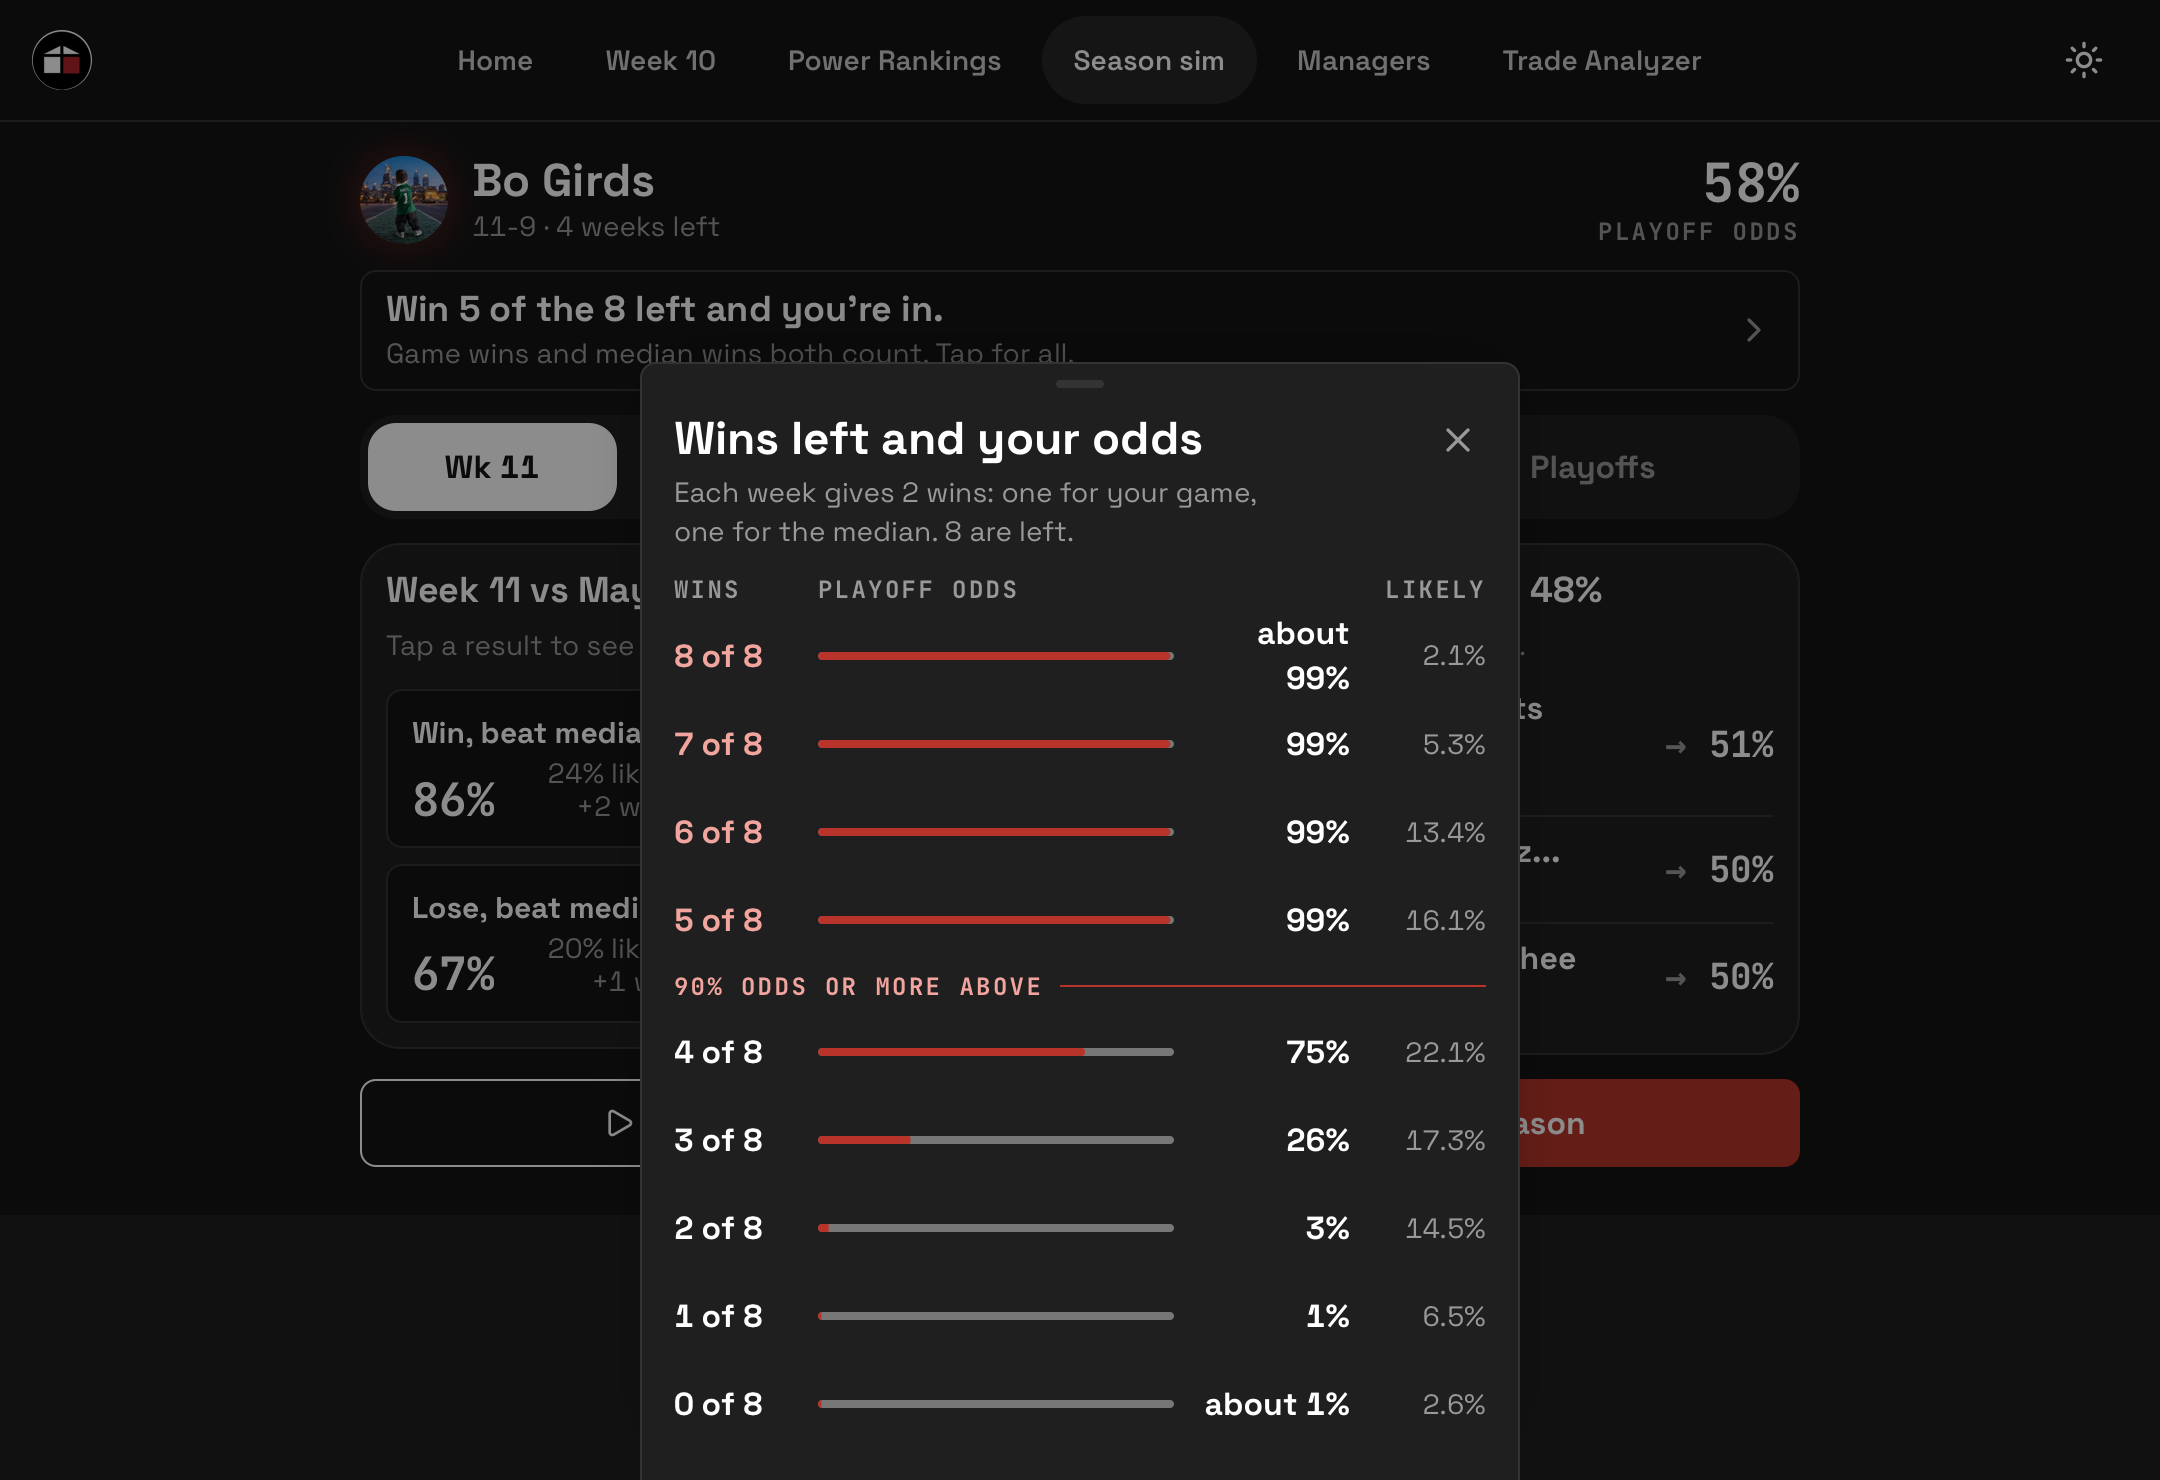 Home Week 10 Power Rankings Season sim Managers Trade Analyzer
Bo Girds
11-9 · 4 weeks left
58%
PLAYOFF ODDS
Win 5 of the 8 left and you're in.
Game wins and median wins both count. Tap for all.
Wk 11
Playoffs
Week 11 vs May
48%
Tap a result to see
Win, beat media
86%
24% lik
+2 w
Lose, beat medi
67%
20% lik
+1 w
ts
→ 51%
z...
→ 50%
hee
→ 50%
ason
Wins left and your odds
Each week gives 2 wins: one for your game,
one for the median. 8 are left.
WINS PLAYOFF ODDS LIKELY
8 of 8 about 99% 2.1%
7 of 8 99% 5.3%
6 of 8 99% 13.4%
5 of 8 99% 16.1%
90% ODDS OR MORE ABOVE
4 of 8 75% 22.1%
3 of 8 26% 17.3%
2 of 8 3% 14.5%
1 of 8 1% 6.5%
0 of 8 about 1% 2.6%